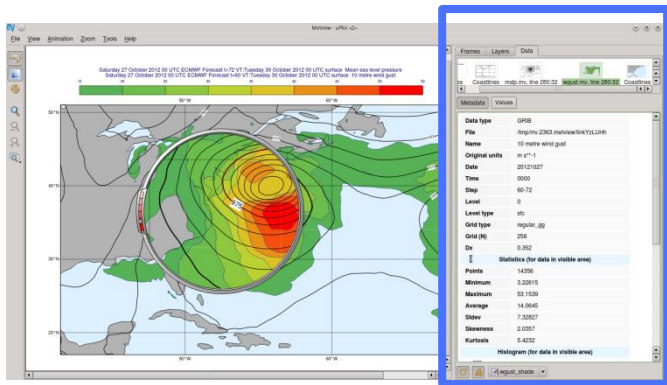 Metview - uPlot <2>
File View Animation Zoom Tools Help
Saturday 27 October 2012 00 UTC ECMWF Forecast t+72 VT:Tuesday 30 October 2012 00 UTC surface Mean sea level pressure
Saturday 27 October 2012 00 UTC ECMWF Forecast t+60 VT:Tuesday 30 October 2012 00 UTC surface 10 metre wind gust
80°W 60°W
50°N
40°N
30°N
20°N
975
80°W 60°W
Frames Layers Data
Coastlines mslp.mv, line 280:32 wgust.mv, line 280:32 Coastlines
Metadata Values
Data type GRIB
File /tmp/mv.2363.metview/linkYzLUHh
Name 10 metre wind gust
Original units m s**-1
Date 20121027
Time 0000
Step 60-72
Level 0
Level type sfc
Grid type regular_gg
Grid (N) 256
Dx 0.352
Statistics (for data in visible area)
Points 14356
Minimum 3.22615
Maximum 53.1539
Average 14.0645
Stdev 7.32827
Skewness 2.0357
Kurtosis 5.4232
Histogram (for data in visible area)
wgust_shade